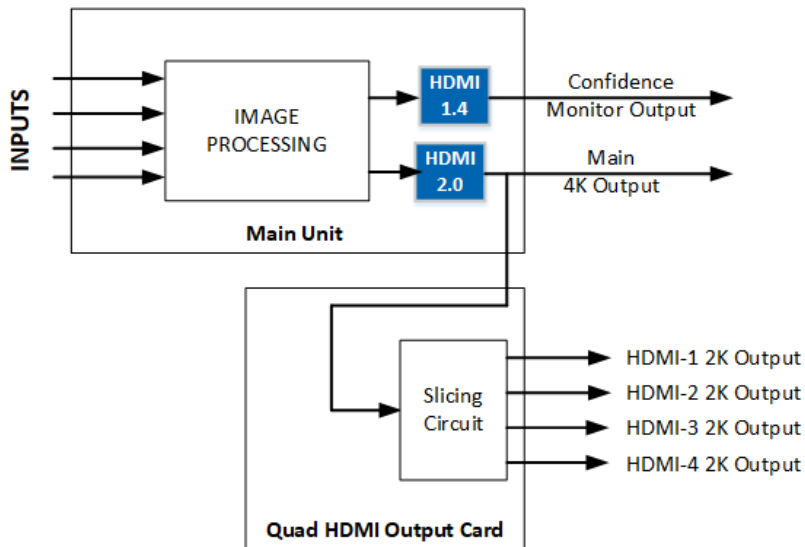 INPUTS
IMAGE
PROCESSING
HDMI
1.4
Confidence
Monitor Output
HDMI
2.0
Main
4K Output
Main Unit
Slicing
Circuit
HDMI-1 2K Output
HDMI-2 2K Output
HDMI-3 2K Output
HDMI-4 2K Output
Quad HDMI Output Card